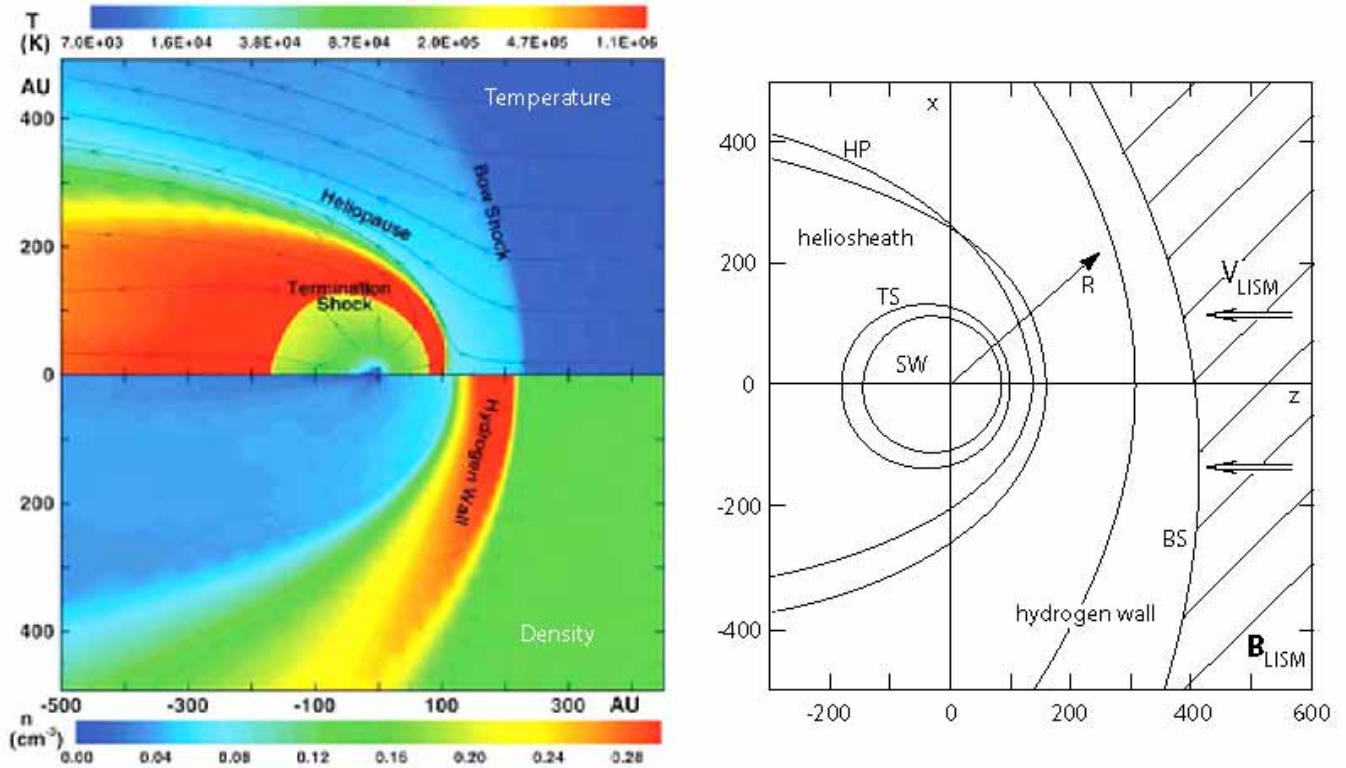 T
(K)
7.0E+03 1.6E+04 3.8E+04 8.7E+04 2.0E+05 4.7E+05 1.1E+06
AU
400
200
0
200
400
Temperature
Bow Shock
Heliopause
Termination
Shock
Hydrogen Wall
Density
-500 -300 -100 100 300 AU
n
(cm⁻³)
0.00 0.04 0.08 0.12 0.16 0.20 0.24 0.28
x
400
200
0
-200
-400
HP
heliosheath
TS
SW
R
V LISM
z
BS
hydrogen wall
B LISM
-200 0 200 400 600